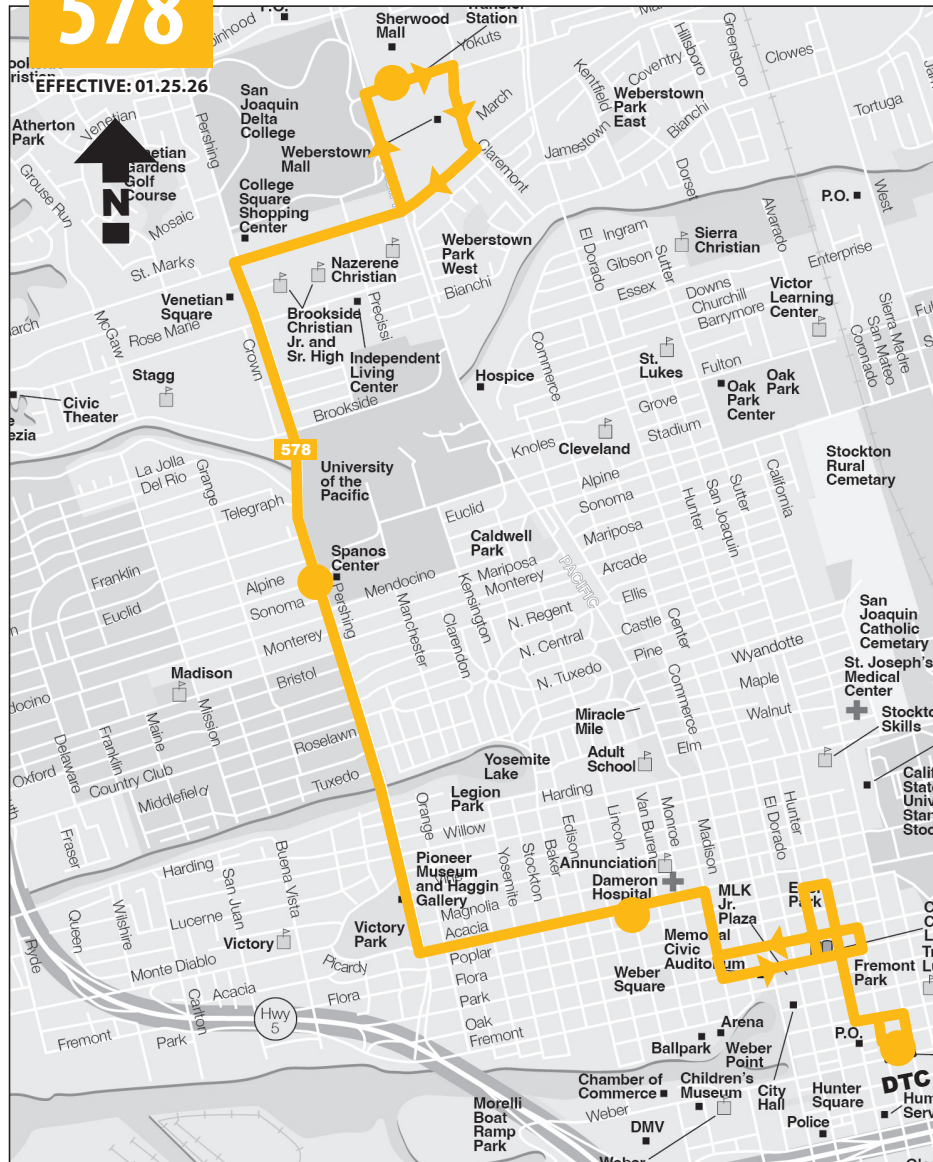 578
EFFECTIVE: 01.25.26
N
P.O.
Sherwood
Mall
Station
Yokuts
Hillsboro
Greensboro
Clowes
Coventry
Kentfield
Weberstown
Park
East
Bianchi
Tortuga
Jamestown
March
Claremont
San
Joaquin
Delta
College
Weberstown
Mall
Pershing
Atherton
Park
Venetian
Gardens
Golf
Course
Grouse Run
Mosaic
St. Marks
College
Square
Shopping
Center
Dorset
P.O.
West
Alvarado
Enterprise
El Dorado
Ingram
Gibson
Sutter
Essex
Sierra
Christian
Downs
Churchill
Barrymore
Victor
Learning
Center
Sierra Madre
San Mateo
Coronado
Weberstown
Park
West
Bianchi
Nazerene
Christian
Precissi
Venetian
Square
McGaw
Rose Marie
Crown
Brookside
Christian
Jr. and
Sr. High
Independent
Living
Center
Commerce
Hospice
St.
Lukes
Fulton
Oak
Park
Center
Oak
Park
Grove
Stadium
Stagg
Civic
Theater
Brookside
Knoles
Cleveland
578
University
of the
Pacific
La Jolla
Del Rio
Grange
Telegraph
Stockton
Rural
Cemetary
Alpine
Sonoma
Mariposa
Arcade
Ellis
Castle
Pine
Hunter
San Joaquin
Sutter
California
Euclid
Caldwell
Park
Mariposa
Monterey
PACIFIC
Spanos
Center
Pershing
Mendocino
Manchester
Clarendon
Kensington
N. Regent
N. Central
N. Tuxedo
Center
Commerce
Wyandotte
Maple
Walnut
San
Joaquin
Catholic
Cemetary
St. Joseph's
Medical
Center
Franklin
Euclid
Alpine
Sonoma
Monterey
Bristol
Roselawn
Tuxedo
Madison
Mission
Maine
Franklin
Delaware
Oxford
Country Club
Middlefield
Miracle
Mile
Adult
School
Elm
Skills
Yosemite
Lake
Legion
Park
Harding
Orange
Willow
Edison
Baker
Stockton
Yosemite
Lincoln
Van Buren
Monroe
Madison
El Dorado
Hunter
Fraser
Harding
Buena Vista
San Juan
Lucerne
Wilshire
Queen
Ryde
Victory
Monte Diablo
Picardy
Acacia
Flora
Carlton
Park
Fremont
Hwy
5
Pioneer
Museum
and Haggin
Gallery
Victory
Park
Magnolia
Acacia
Poplar
Flora
Park
Oak
Fremont
Annunciation
Dameron
Hospital
MLK
Jr.
Plaza
Park
Memorial
Civic
Auditorium
Weber
Square
Fremont
Park
Arena
Ballpark
Weber
Point
P.O.
DTC
Chamber of
Commerce
Children's
Museum
City
Hall
Hunter
Square
Weber
DMV
Police
Morelli
Boat
Ramp
Park
Weber